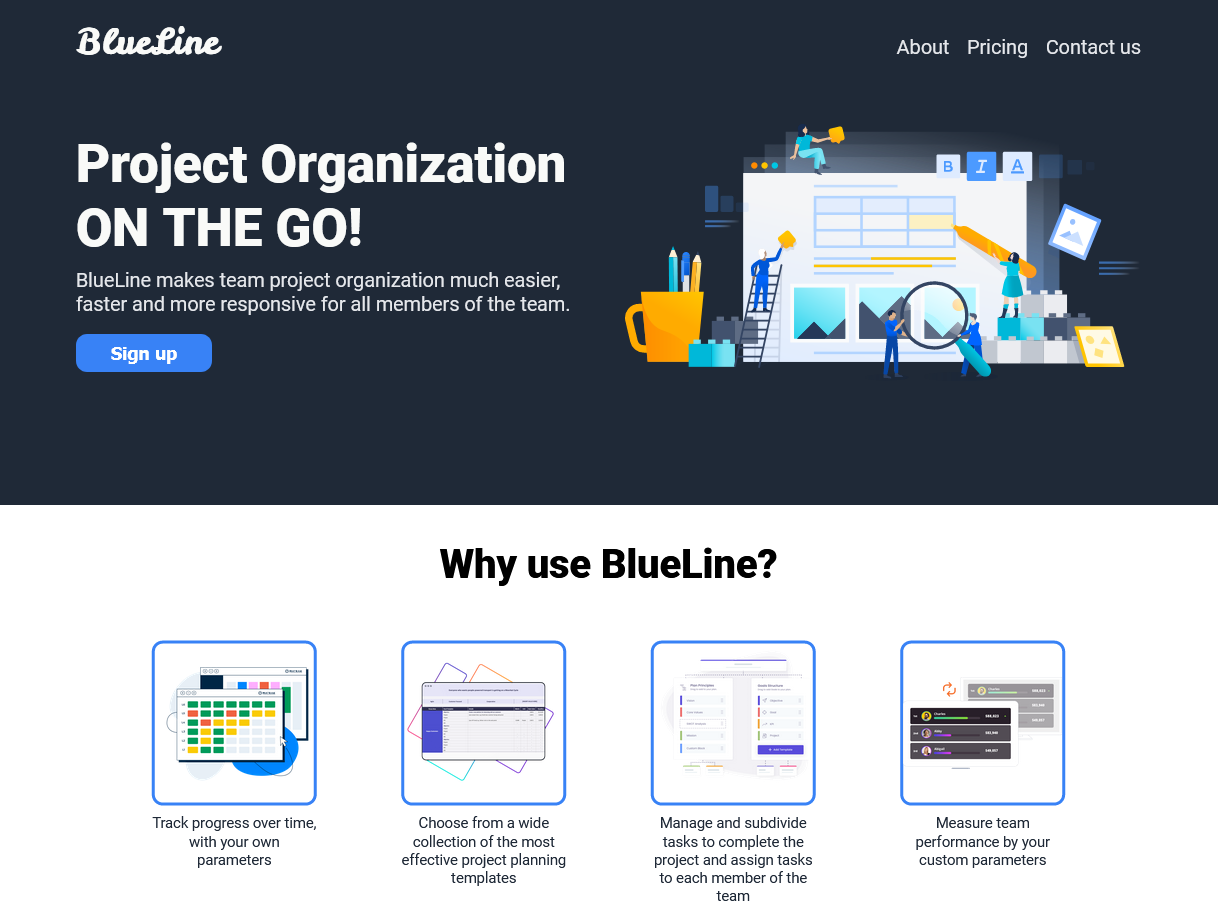 BlueLine
About Pricing Contact us
Project Organization
ON THE GO!
BlueLine makes team project organization much easier,
faster and more responsive for all members of the team.
Sign up
B I A
Why use BlueLine?
Track progress over time,
with your own
parameters
Choose from a wide
collection of the most
effective project planning
templates
Manage and subdivide
tasks to complete the
project and assign tasks
to each member of the
team
Measure team
performance by your
custom parameters